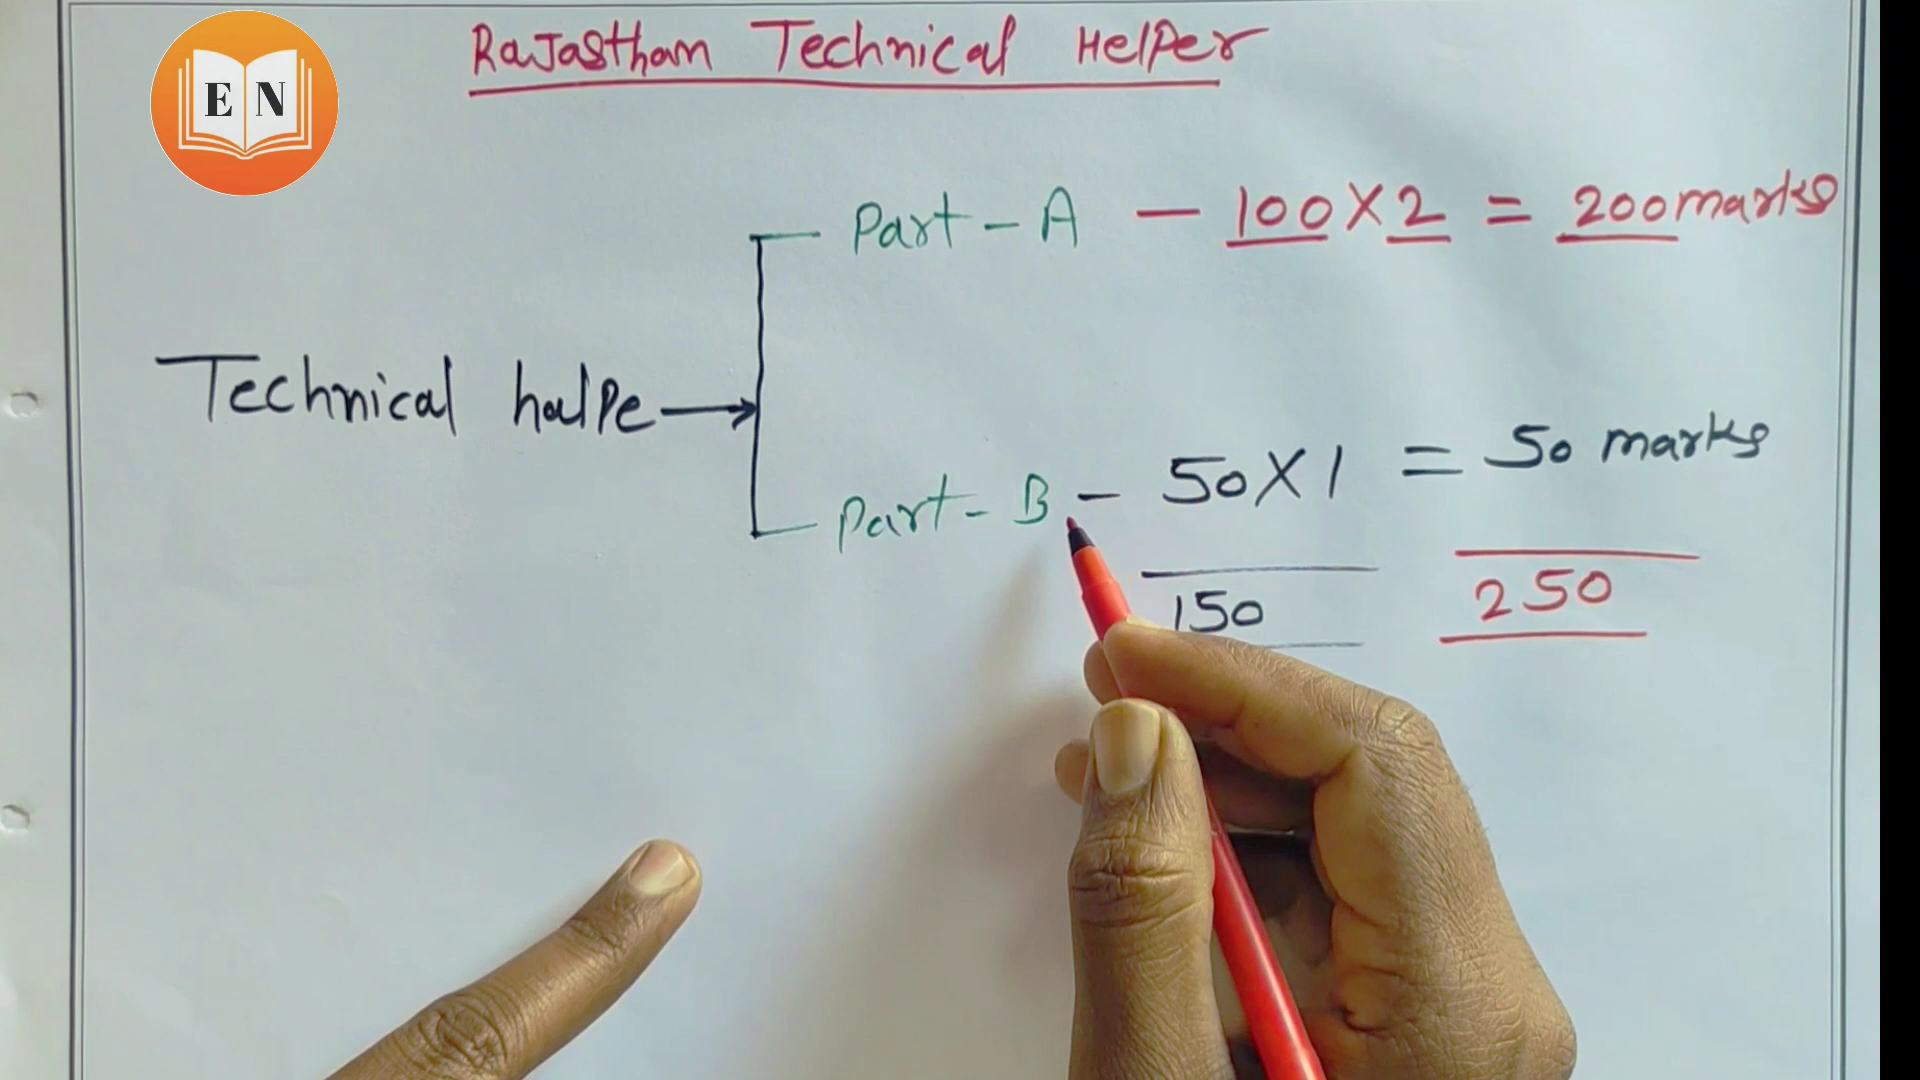 E N
Rajasthan Technical Helper
Part - A - 100 X 2 = 200 marks
Technical halpe
Part - B - 50 X 1 = 50 marks
150 250